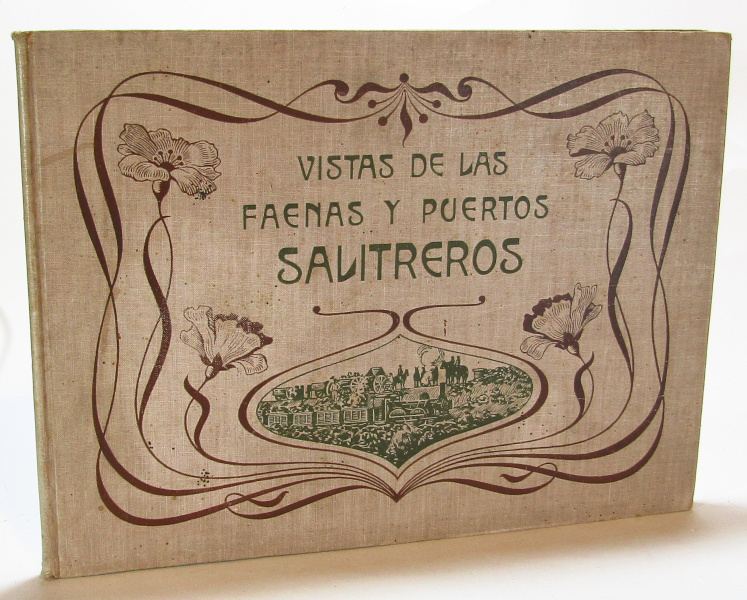 VISTAS DE LAS
FAENAS Y PUERTOS
SALITREROS